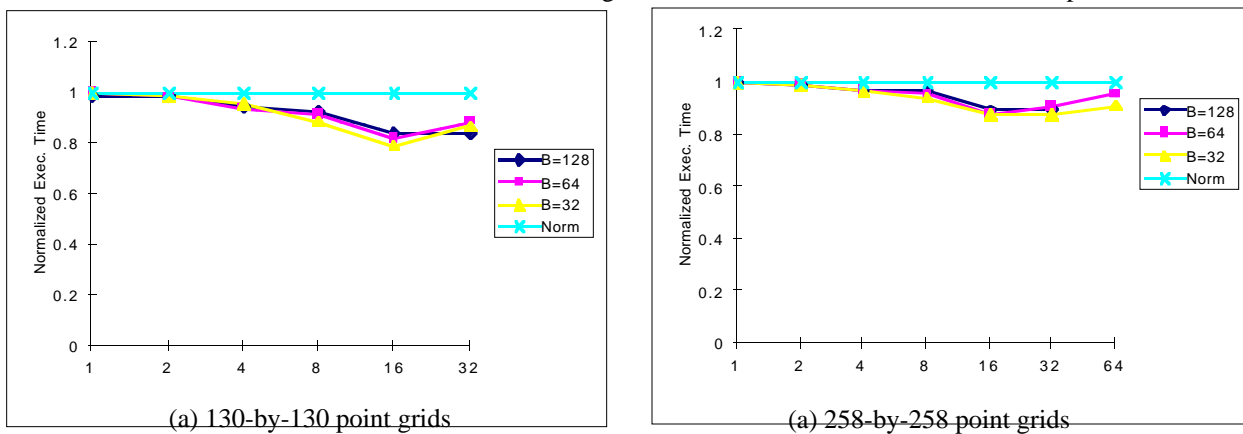 1.2
1
0.8
0.6
0.4
0.2
0
Normalized Exec. Time
1 2 4 8 16 32
B=128
B=64
B=32
Norm
(a) 130-by-130 point grids
1.2
1
0.8
0.6
0.4
0.2
0
Normalized Exec. Time
1 2 4 8 16 32 64
B=128
B=64
B=32
Norm
(a) 258-by-258 point grids